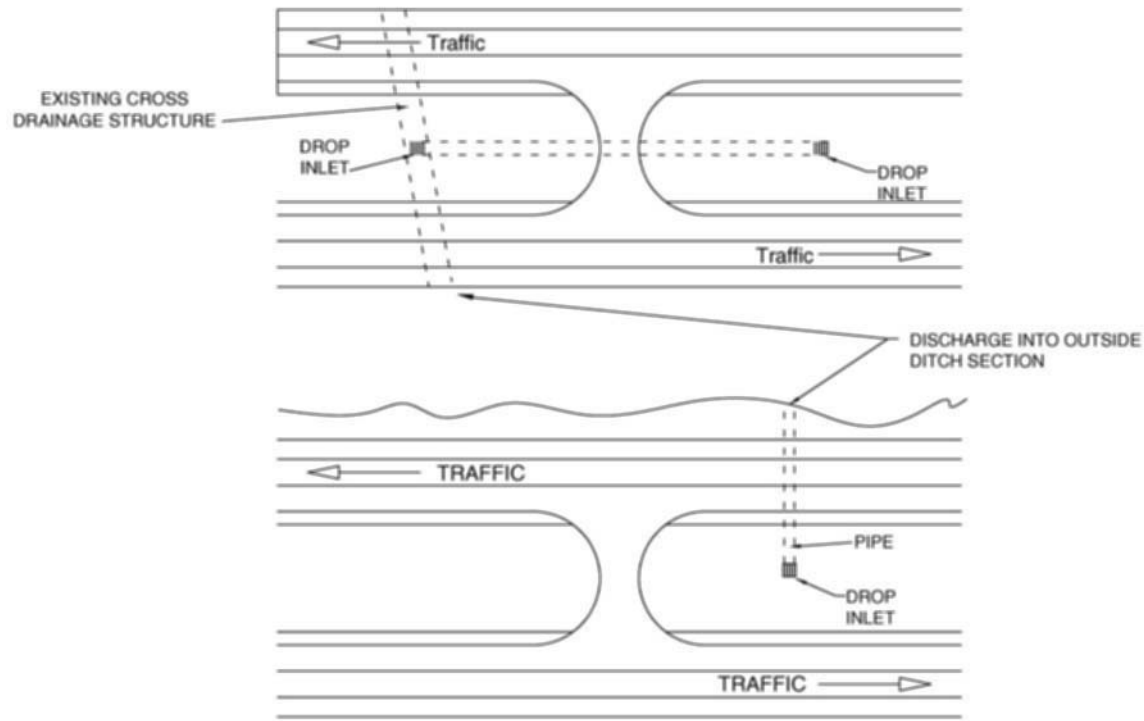 Traffic
EXISTING CROSS
DRAINAGE STRUCTURE
DROP
INLET
DROP
INLET
Traffic
DISCHARGE INTO OUTSIDE
DITCH SECTION
TRAFFIC
PIPE
DROP
INLET
TRAFFIC